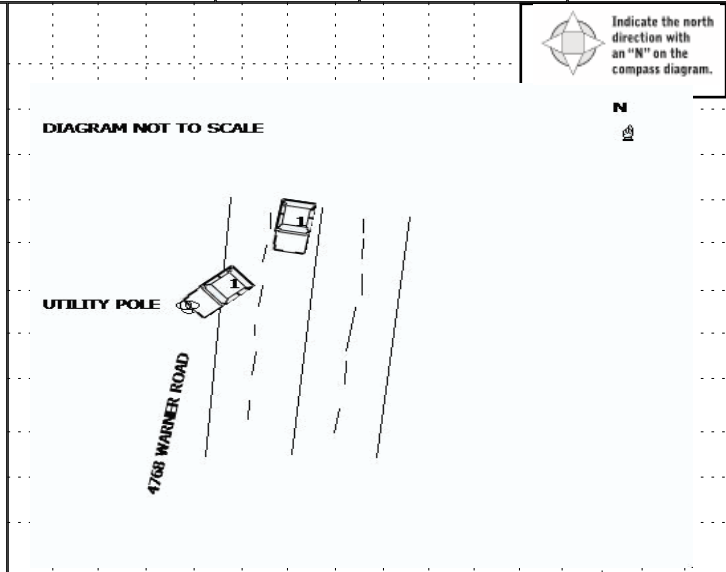 Indicate the north
direction with
an “N” on the
compass diagram.
N
DIAGRAM NOT TO SCALE
1
1
UTILITY POLE
4768 WARNER ROAD